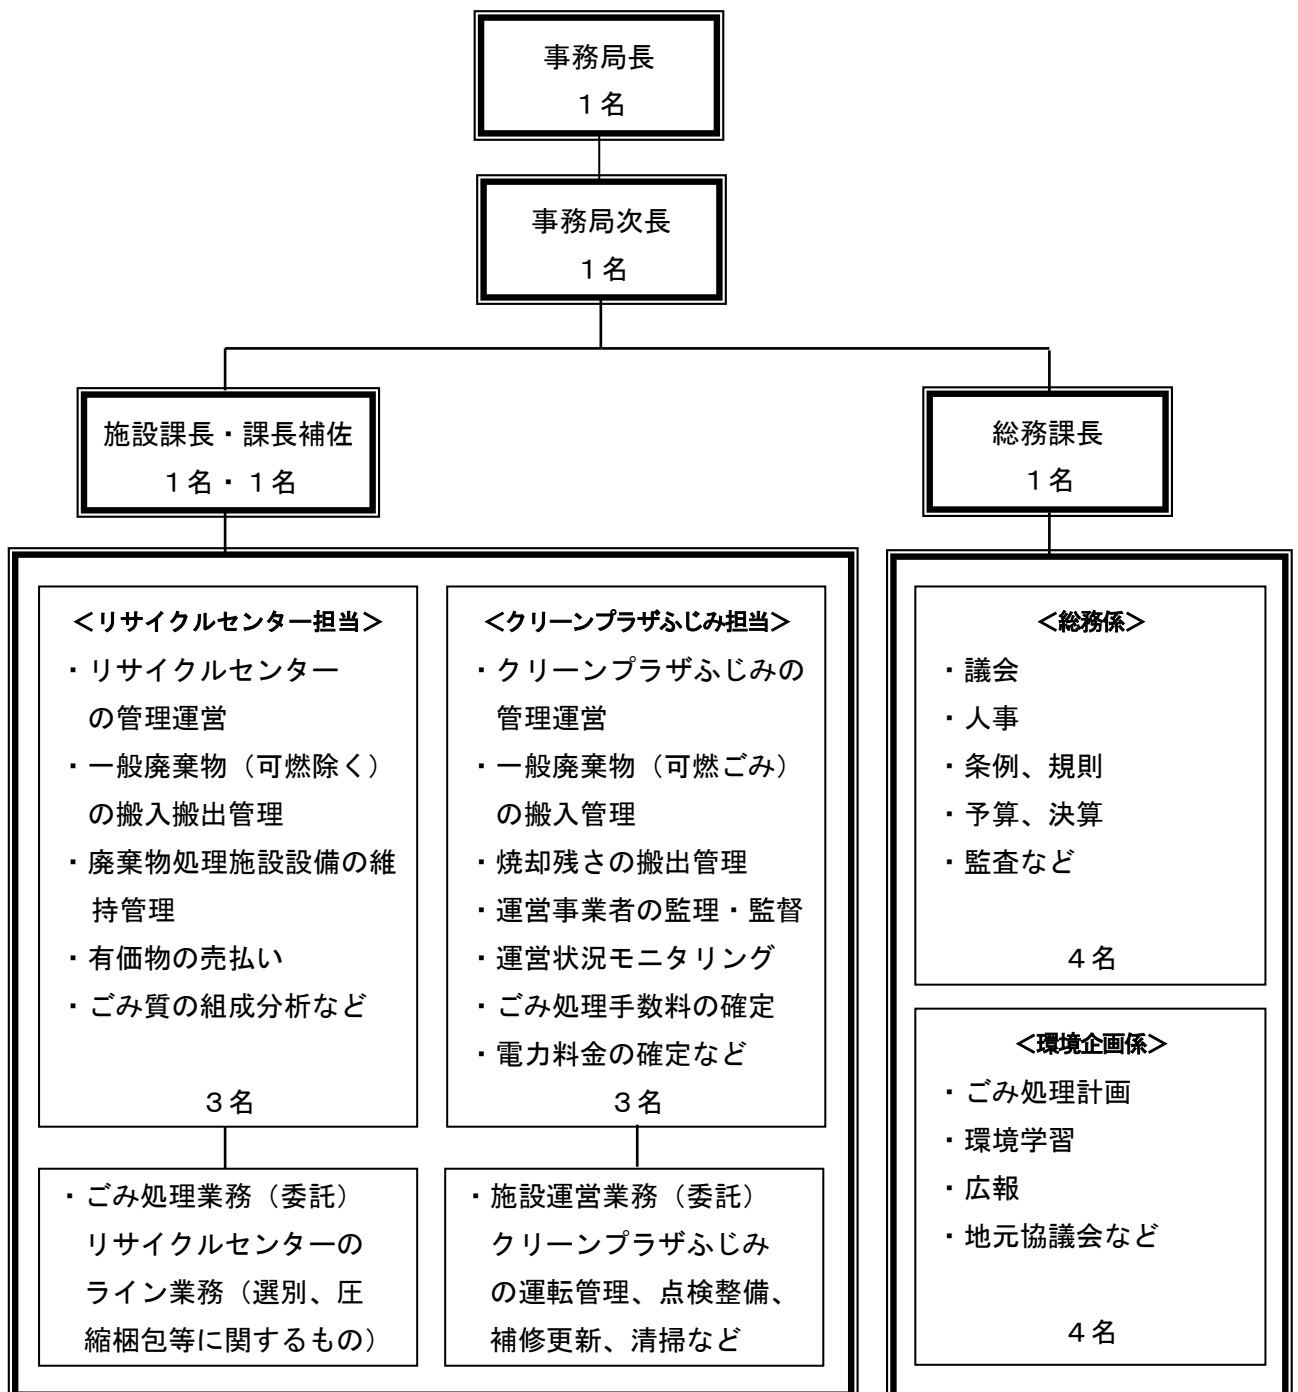 事務局長
１名
事務局次長
１名
施設課長・課長補佐
１名・１名
総務課長
１名
＜リサイクルセンター担当＞
・リサイクルセンター
の管理運営
・一般廃棄物（可燃除く）
の搬入搬出管理
・廃棄物処理施設設備の維
持管理
・有価物の売払い
・ごみ質の組成分析など
３名
・ごみ処理業務（委託）
リサイクルセンターの
ライン業務（選別、圧
縮梱包等に関するもの）
＜クリーンプラザふじみ担当＞
・クリーンプラザふじみの
管理運営
・一般廃棄物（可燃ごみ）
の搬入管理
・焼却残さの搬出管理
・運営事業者の監理・監督
・運営状況モニタリング
・ごみ処理手数料の確定
・電力料金の確定など
３名
・施設運営業務（委託）
クリーンプラザふじみ
の運転管理、点検整備、
補修更新、清掃など
＜総務係＞
・議会
・人事
・条例、規則
・予算、決算
・監査など
４名
＜環境企画係＞
・ごみ処理計画
・環境学習
・広報
・地元協議会など
４名